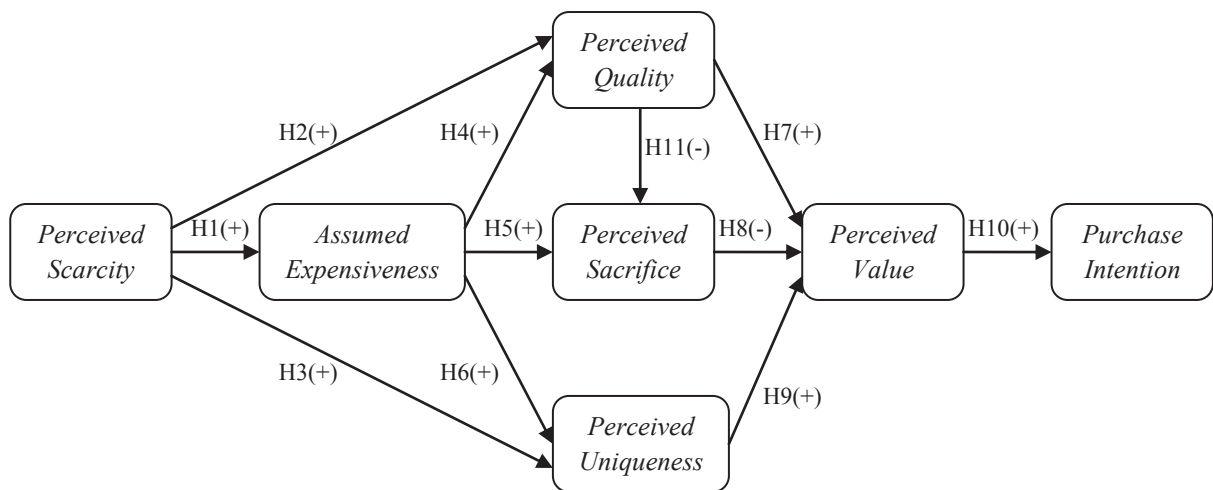 Perceived
Quality
H2(+)
H4(+)
H7(+)
H11(-)
Perceived
Scarcity
H1(+)
Assumed
Expensiveness
H5(+)
Perceived
Sacrifice
H8(-)
Perceived
Value
H10(+)
Purchase
Intention
H3(+)
H6(+)
H9(+)
Perceived
Uniqueness